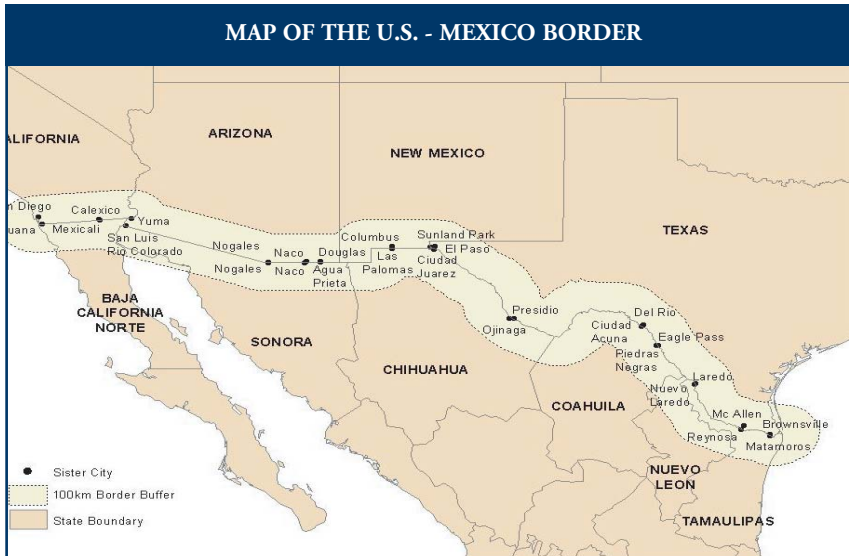 MAP OF THE U.S. - MEXICO BORDER
ALIFORNIA
ARIZONA
NEW MEXICO
TEXAS
n Diego
uana
Calexico
Mexicali
Yuma
San Luis
Rio Colorado
Nogales
Nogales
Naco
Naco
Douglas
Agua
Prieta
Columbus
Las
Palomas
Sunland Park
El Paso
Ciudad
Juarez
Presidio
Ojinaga
Del Rio
Ciudad
Acuna
Eagle Pass
Piedras
Negras
Laredo
Nuevo
Laredo
Mc Allen
Reynosa
Brownsville
Matamoros
BAJA
CALIFORNIA
NORTE
SONORA
CHIHUAHUA
COAHUILA
NUEVO
LEON
TAMAULIPAS
Sister City
100km Border Buffer
State Boundary